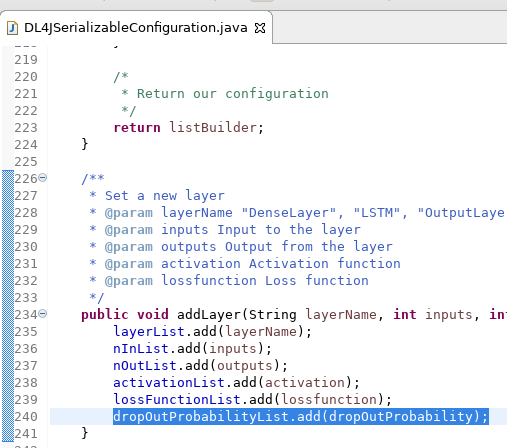 DL4JSerializableConfiguration.java
219
220 /*
221 * Return our configuration
222 */
223 return listBuilder;
224 }
225
226 /**
227 * Set a new layer
228 * @param layerName "DenseLayer", "LSTM", "OutputLaye
229 * @param inputs Input to the layer
230 * @param outputs Output from the layer
231 * @param activation Activation function
232 * @param lossfunction Loss function
233 */
234 public void addLayer(String layerName, int inputs, int
235 layerList.add(layerName);
236 nInList.add(inputs);
237 nOutList.add(outputs);
238 activationList.add(activation);
239 lossFunctionList.add(lossfunction);
240 dropOutProbabilityList.add(dropOutProbability);
241 }